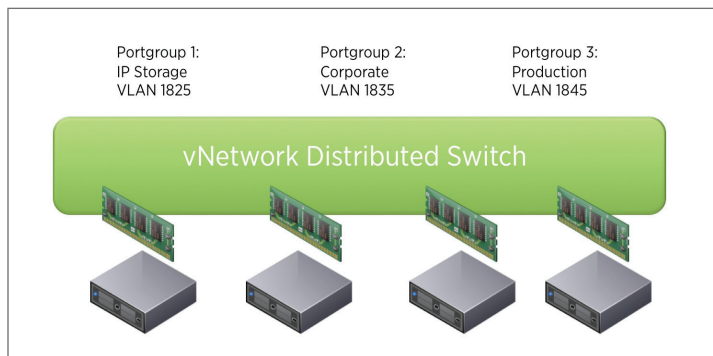 Portgroup 1:
IP Storage
VLAN 1825
Portgroup 2:
Corporate
VLAN 1835
Portgroup 3:
Production
VLAN 1845
vNetwork Distributed Switch